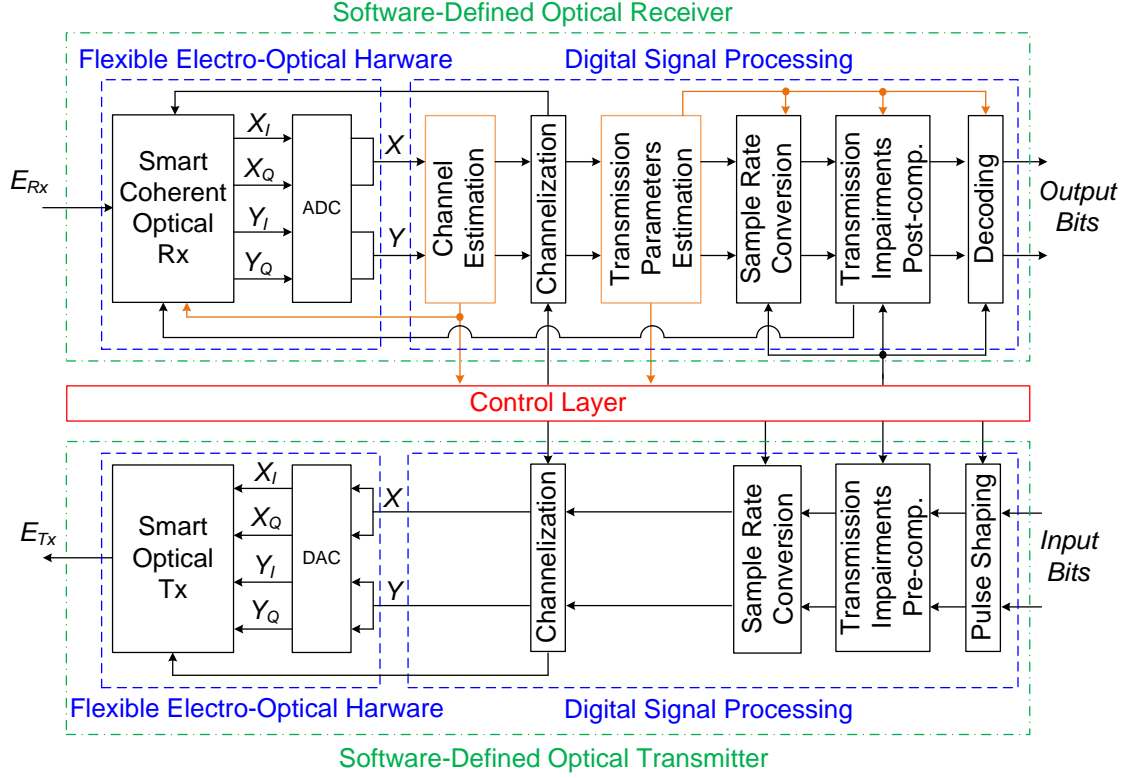 Software-Defined Optical Receiver
Flexible Electro-Optical Harware
Digital Signal Processing
E_Rx
Smart
Coherent
Optical
Rx
X_I
X_Q
Y_I
Y_Q
ADC
X
Y
Channel
Estimation
Channelization
Transmission
Parameters
Estimation
Sample Rate
Conversion
Transmission
Impairments
Post-comp.
Decoding
Output
Bits
Control Layer
E_Tx
Smart
Optical
Tx
X_I
X_Q
Y_I
Y_Q
DAC
X
Y
Channelization
Sample Rate
Conversion
Transmission
Impairments
Pre-comp.
Pulse Shaping
Input
Bits
Flexible Electro-Optical Harware
Digital Signal Processing
Software-Defined Optical Transmitter